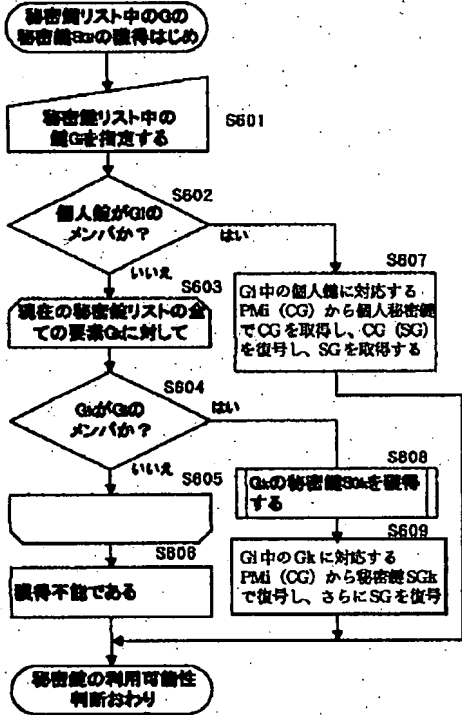 秘密鍵リスト中のGの
秘密鍵SGの獲得はじめ
秘密鍵リスト中の
鍵Gを指定する
S601
S602
個人鍵がGlの
メンバか?
はい
いいえ
S603
現在の秘密鍵リストの全
ての要素Gkに対して
S604
GkがGlの
メンバか?
はい
いいえ
S605
S606
獲得不能である
S607
Gl中の個人鍵に対応する
PMi (CG) から個人秘密鍵
でCGを取得し、CG (SG)
を復号し、SGを取得する
S608
Gkの秘密鍵SGkを獲得
する
S609
Gl中のGkに対応する
PMi (CG) から秘密鍵SGk
で復号し、さらにSGを復号
秘密鍵の利用可能性
判断おわり